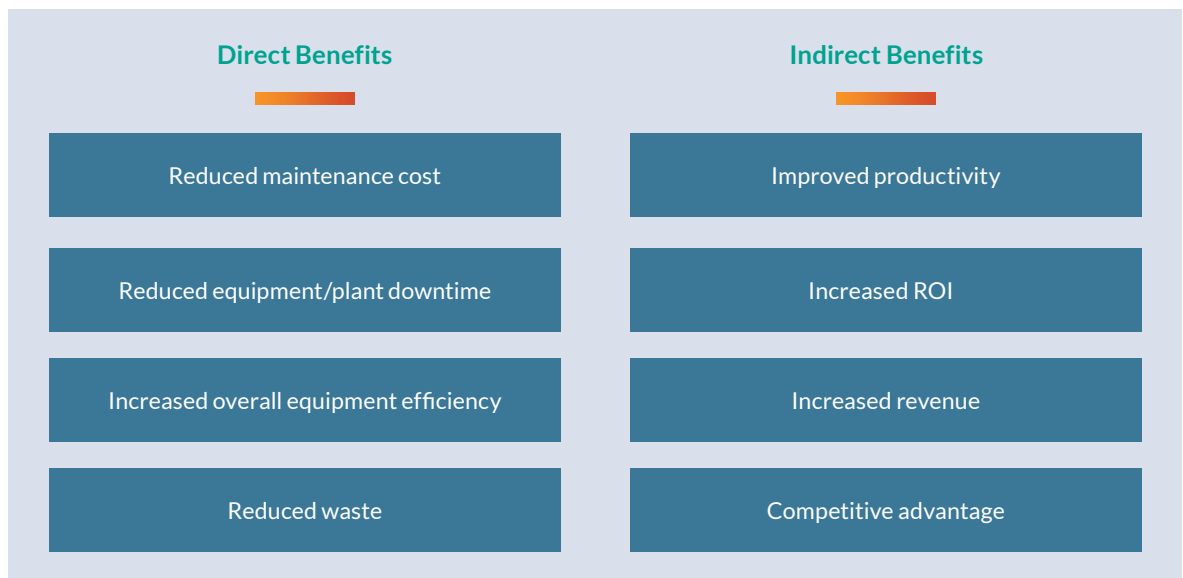 Direct Benefits
Reduced maintenance cost
Reduced equipment/plant downtime
Increased overall equipment efficiency
Reduced waste
Indirect Benefits
Improved productivity
Increased ROI
Increased revenue
Competitive advantage